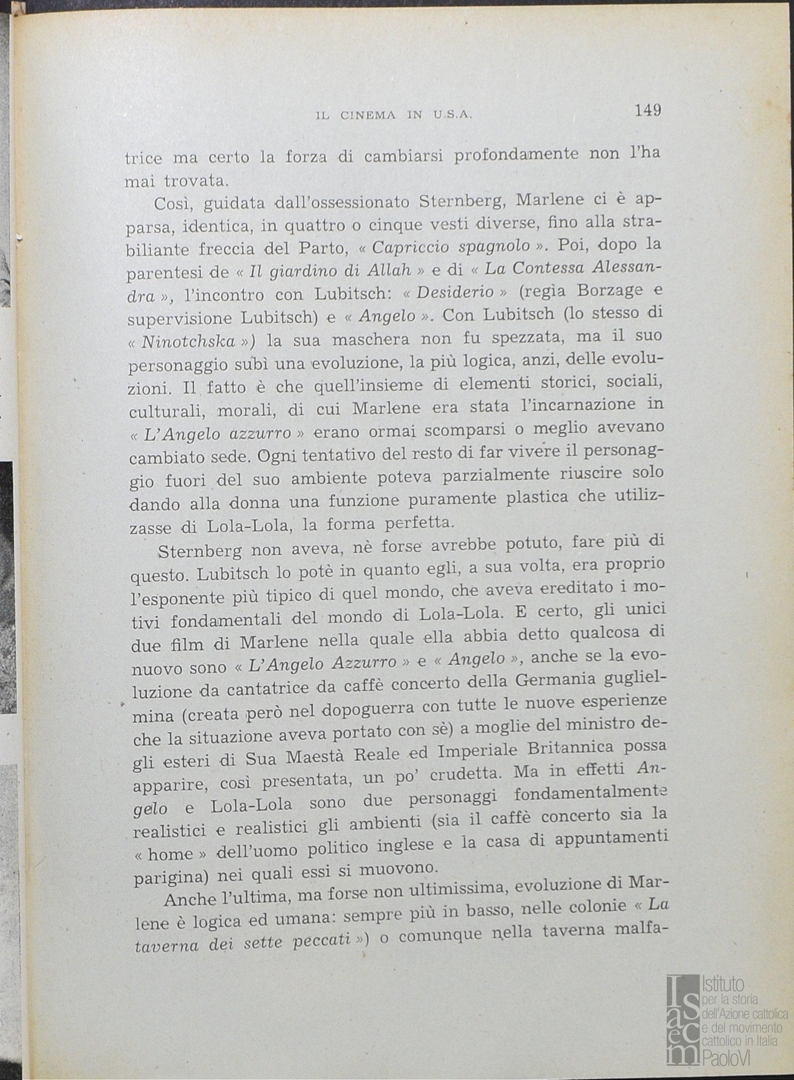 IL CINEMA IN U.S.A. 149
trice ma certo la forza di cambiarsi profondamente non l'ha
mai trovata.
Così, guidata dall'ossessionato Sternberg, Marlene ci è ap-
parsa, identica, in quattro o cinque vesti diverse, fino alla stra-
biliante freccia del Parto, « Capriccio spagnolo ». Poi, dopo la
parentesi de « Il giardino di Allah » e di « La Contessa Alessan-
dra », l'incontro con Lubitsch: « Desiderio » (regia Borzage e
supervisione Lubitsch) e « Angelo ». Con Lubitsch (lo stesso di
« Ninotchska ») la sua maschera non fu spezzata, ma il suo
personaggio subì una evoluzione, la più logica, anzi, delle evolu-
zioni. Il fatto è che quell'insieme di elementi storici, sociali,
culturali, morali, di cui Marlene era stata l'incarnazione in
« L'Angelo azzurro » erano ormai scomparsi o meglio avevano
cambiato sede. Ogni tentativo del resto di far vivere il personag-
gio fuori del suo ambiente poteva parzialmente riuscire solo
dando alla donna una funzione puramente plastica che utiliz-
zasse di Lola-Lola, la forma perfetta.
Sternberg non aveva, nè forse avrebbe potuto, fare più di
questo. Lubitsch lo potè in quanto egli, a sua volta, era proprio
l'esponente più tipico di quel mondo, che aveva ereditato i mo-
tivi fondamentali del mondo di Lola-Lola. E certo, gli unici
due film di Marlene nella quale ella abbia detto qualcosa di
nuovo sono « L'Angelo Azzurro » e « Angelo », anche se la evo-
luzione da cantatrice da caffè concerto della Germania gugliel-
mina (creata però nel dopoguerra con tutte le nuove esperienze
che la situazione aveva portato con sè) a moglie del ministro de-
gli esteri di Sua Maestà Reale ed Imperiale Britannica possa
apparire, così presentata, un po' crudetta. Ma in effetti An-
gelo e Lola-Lola sono due personaggi fondamentalmente
realistici e realistici gli ambienti (sia il caffè concerto sia la
« home » dell'uomo politico inglese e la casa di appuntamenti
parigina) nei quali essi si muovono.
Anche l'ultima, ma forse non ultimissima, evoluzione di Mar-
lene è logica ed umana: sempre più in basso, nelle colonie « La
taverna dei sette peccati ») o comunque nella taverna malfa-
Isacem
Istituto
per la storia
dell'Azione cattolica
e del movimento
cattolico in Italia
PaoloVI